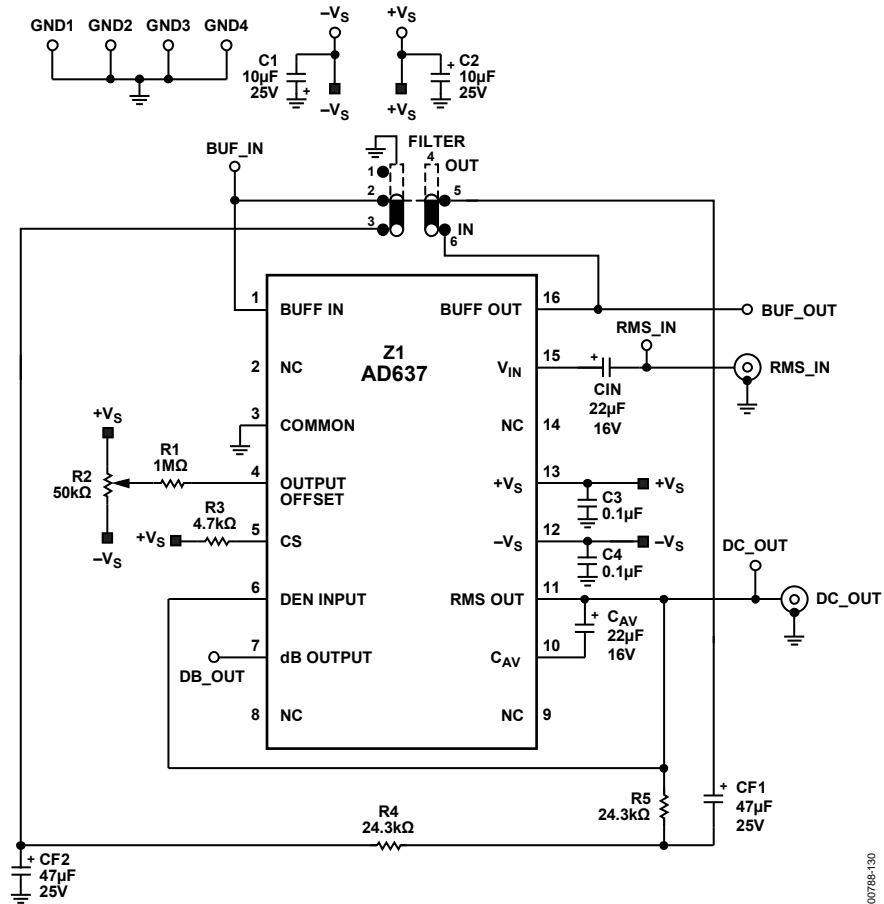 GND1 GND2 GND3 GND4
–VS
+VS
C1
10µF
25V
+
–VS
+VS
+ C2
10µF
25V
BUF_IN
FILTER
4
OUT
1
2
3
5
IN
6
1 BUFF IN
BUFF OUT 16
BUF_OUT
Z1
AD637
2 NC
VIN 15
+
CIN
22µF
16V
RMS_IN
RMS_IN
3 COMMON
NC 14
+VS
R2
50kΩ
–VS
R1
1MΩ
4 OUTPUT
OFFSET
+VS 13
+VS
C3
0.1µF
+VS
R3
4.7kΩ
5 CS
–VS 12
–VS
C4
0.1µF
6 DEN INPUT
RMS OUT 11
DC_OUT
DC_OUT
+ CAV
22µF
16V
DB_OUT
7 dB OUTPUT
CAV 10
8 NC
NC 9
R4
24.3kΩ
R5
24.3kΩ
+ CF1
47µF
25V
+ CF2
47µF
25V
00788-130